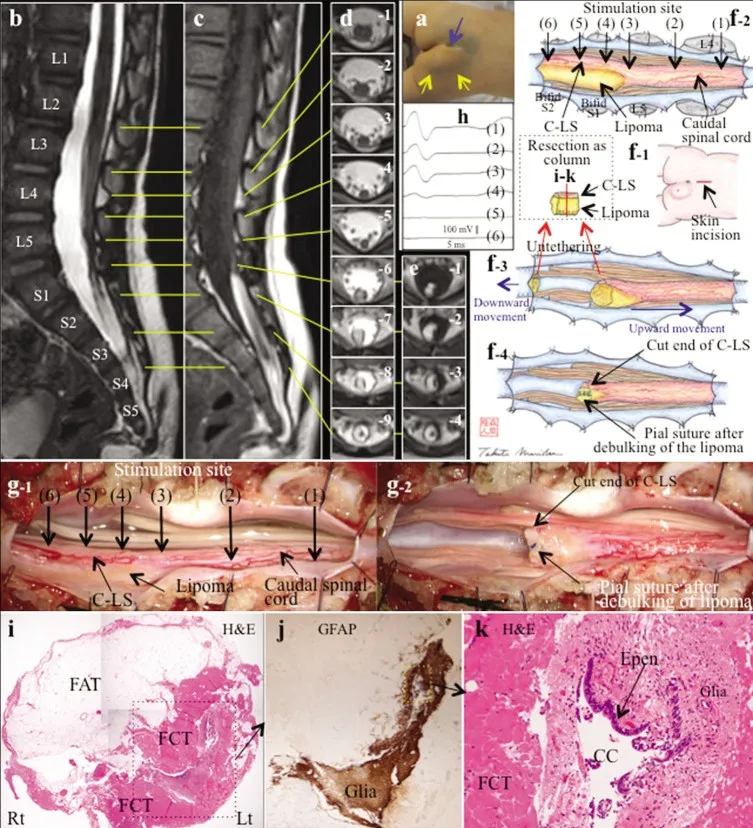 b
L1
L2
L3
L4
L5
S1
S2
S3
S4
S5
c
d
-1
-2
-3
-4
-5
-6
-7
-8
-9
e
-1
-2
-3
-4
a
h
(1)
(2)
(3)
(4)
(5)
(6)
100 mV
5 ms
f-2
Stimulation site
(6) (5) (4) (3) (2) (1)
L4
Bifid S2
Bifid S1
L5
C-LS
Lipoma
Caudal
spinal cord
Resection as
column
i-k
C-LS
Lipoma
f-1
Skin
incision
Untethering
f-3
Downward
movement
Upward movement
f-4
Cut end of C-LS
Pial suture after
debulking of the lipoma
g-1
Stimulation site
(6) (5) (4) (3) (2) (1)
C-LS
Lipoma
Caudal spinal
cord
g-2
Cut end of C-LS
Pial suture after
debulking of lipoma
i
H&E
FAT
FCT
FCT
Rt
Lt
j
GFAP
Glia
k
H&E
Epen
Glia
CC
FCT